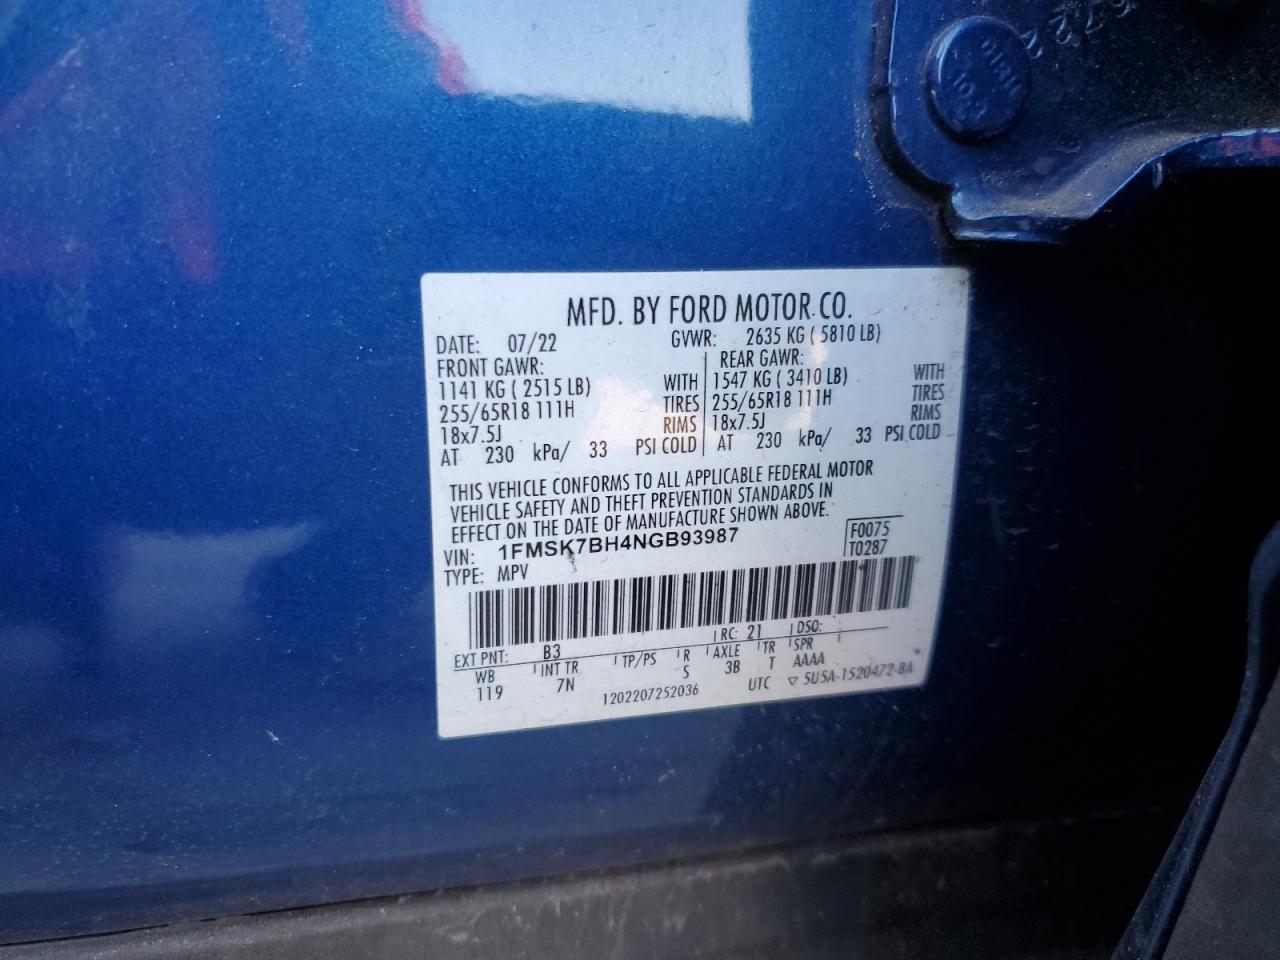 MFD. BY FORD MOTOR CO.
DATE: 07/22 GVWR: 2635 KG ( 5810 LB)
FRONT GAWR: REAR GAWR:
1141 KG ( 2515 LB) WITH 1547 KG ( 3410 LB) WITH
255/65R18 111H TIRES 255/65R18 111H TIRES
18x7.5J RIMS 18x7.5J RIMS
AT 230 kPa/ 33 PSI COLD AT 230 kPa/ 33 PSI COLD
THIS VEHICLE CONFORMS TO ALL APPLICABLE FEDERAL MOTOR
VEHICLE SAFETY AND THEFT PREVENTION STANDARDS IN
EFFECT ON THE DATE OF MANUFACTURE SHOWN ABOVE.
VIN: 1FMSK7BH4NGB93987 F0075
TYPE: MPV T0287
EXT PNT: B3 RC: 21 DSO:
WB INT TR TP/PS R AXLE TR SPR
119 7N S 3B T AAAA
1202207252036 UTC ▽ 5U5A-1520472-8A